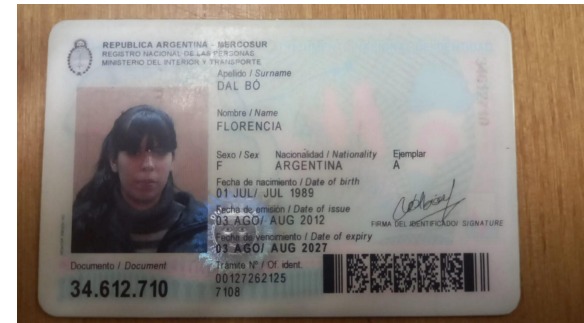 REPUBLICA ARGENTINA - MERCOSUR
REGISTRO NACIONAL DE LAS PERSONAS
MINISTERIO DEL INTERIOR Y TRANSPORTE
Apellido / Surname
DAL BÓ
Nombre / Name
FLORENCIA
Sexo / Sex Nacionalidad / Nationality Ejemplar
F ARGENTINA A
Fecha de nacimiento / Date of birth
01 JUL/ JUL 1989
Fecha de emisión / Date of issue
03 AGO/ AUG 2012
FIRMA DEL IDENTIFICADO/ SIGNATURE
Fecha de vencimiento / Date of expiry
03 AGO/ AUG 2027
Documento / Document
34.612.710
Trámite Nº / Of. ident.
00127262125
7108